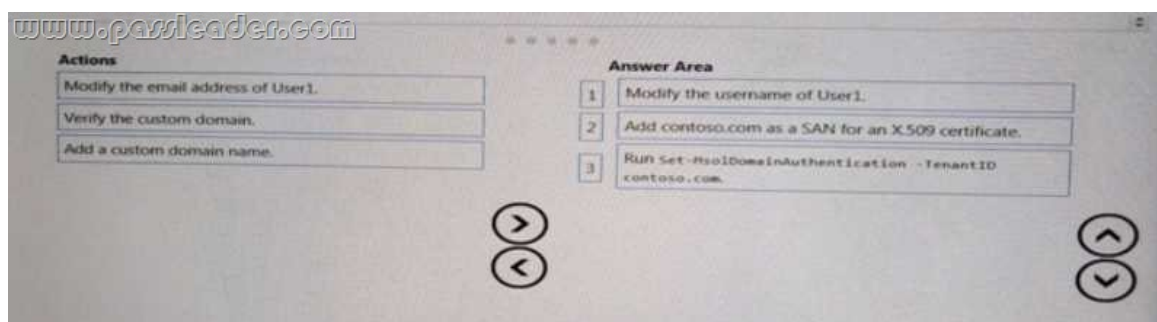 www.passleader.com
Actions
Modify the email address of User1.
Verify the custom domain.
Add a custom domain name.
Answer Area
1 Modify the username of User1.
2 Add contoso.com as a SAN for an X.509 certificate.
3 Run Set-MsolDomainAuthentication -TenantID
contoso.com.